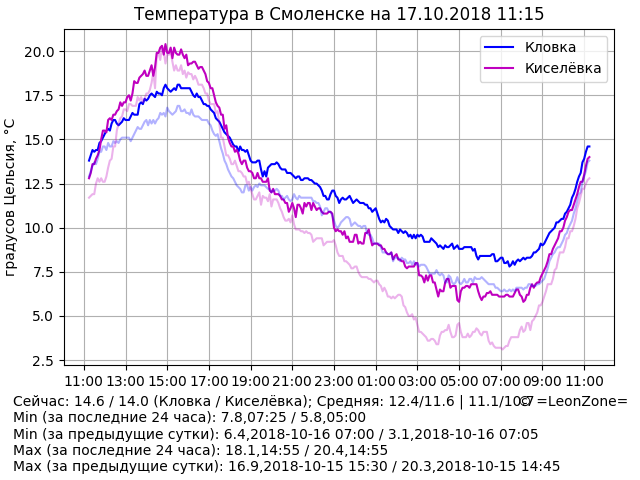 Температура в Смоленске на 17.10.2018 11:15
Кловка
Киселёвка
градусов Цельсия, °C
20.0
17.5
15.0
12.5
10.0
7.5
5.0
2.5
11:00 13:00 15:00 17:00 19:00 21:00 23:00 01:00 03:00 05:00 07:00 09:00 11:00
Сейчас: 14.6 / 14.0 (Кловка / Киселёвка); Средняя: 12.4/11.6 | 11.1/10.7 © =LeonZone=
Min (за последние 24 часа): 7.8,07:25 / 5.8,05:00
Min (за предыдущие сутки): 6.4,2018-10-16 07:00 / 3.1,2018-10-16 07:05
Max (за последние 24 часа): 18.1,14:55 / 20.4,14:55
Max (за предыдущие сутки): 16.9,2018-10-15 15:30 / 20.3,2018-10-15 14:45